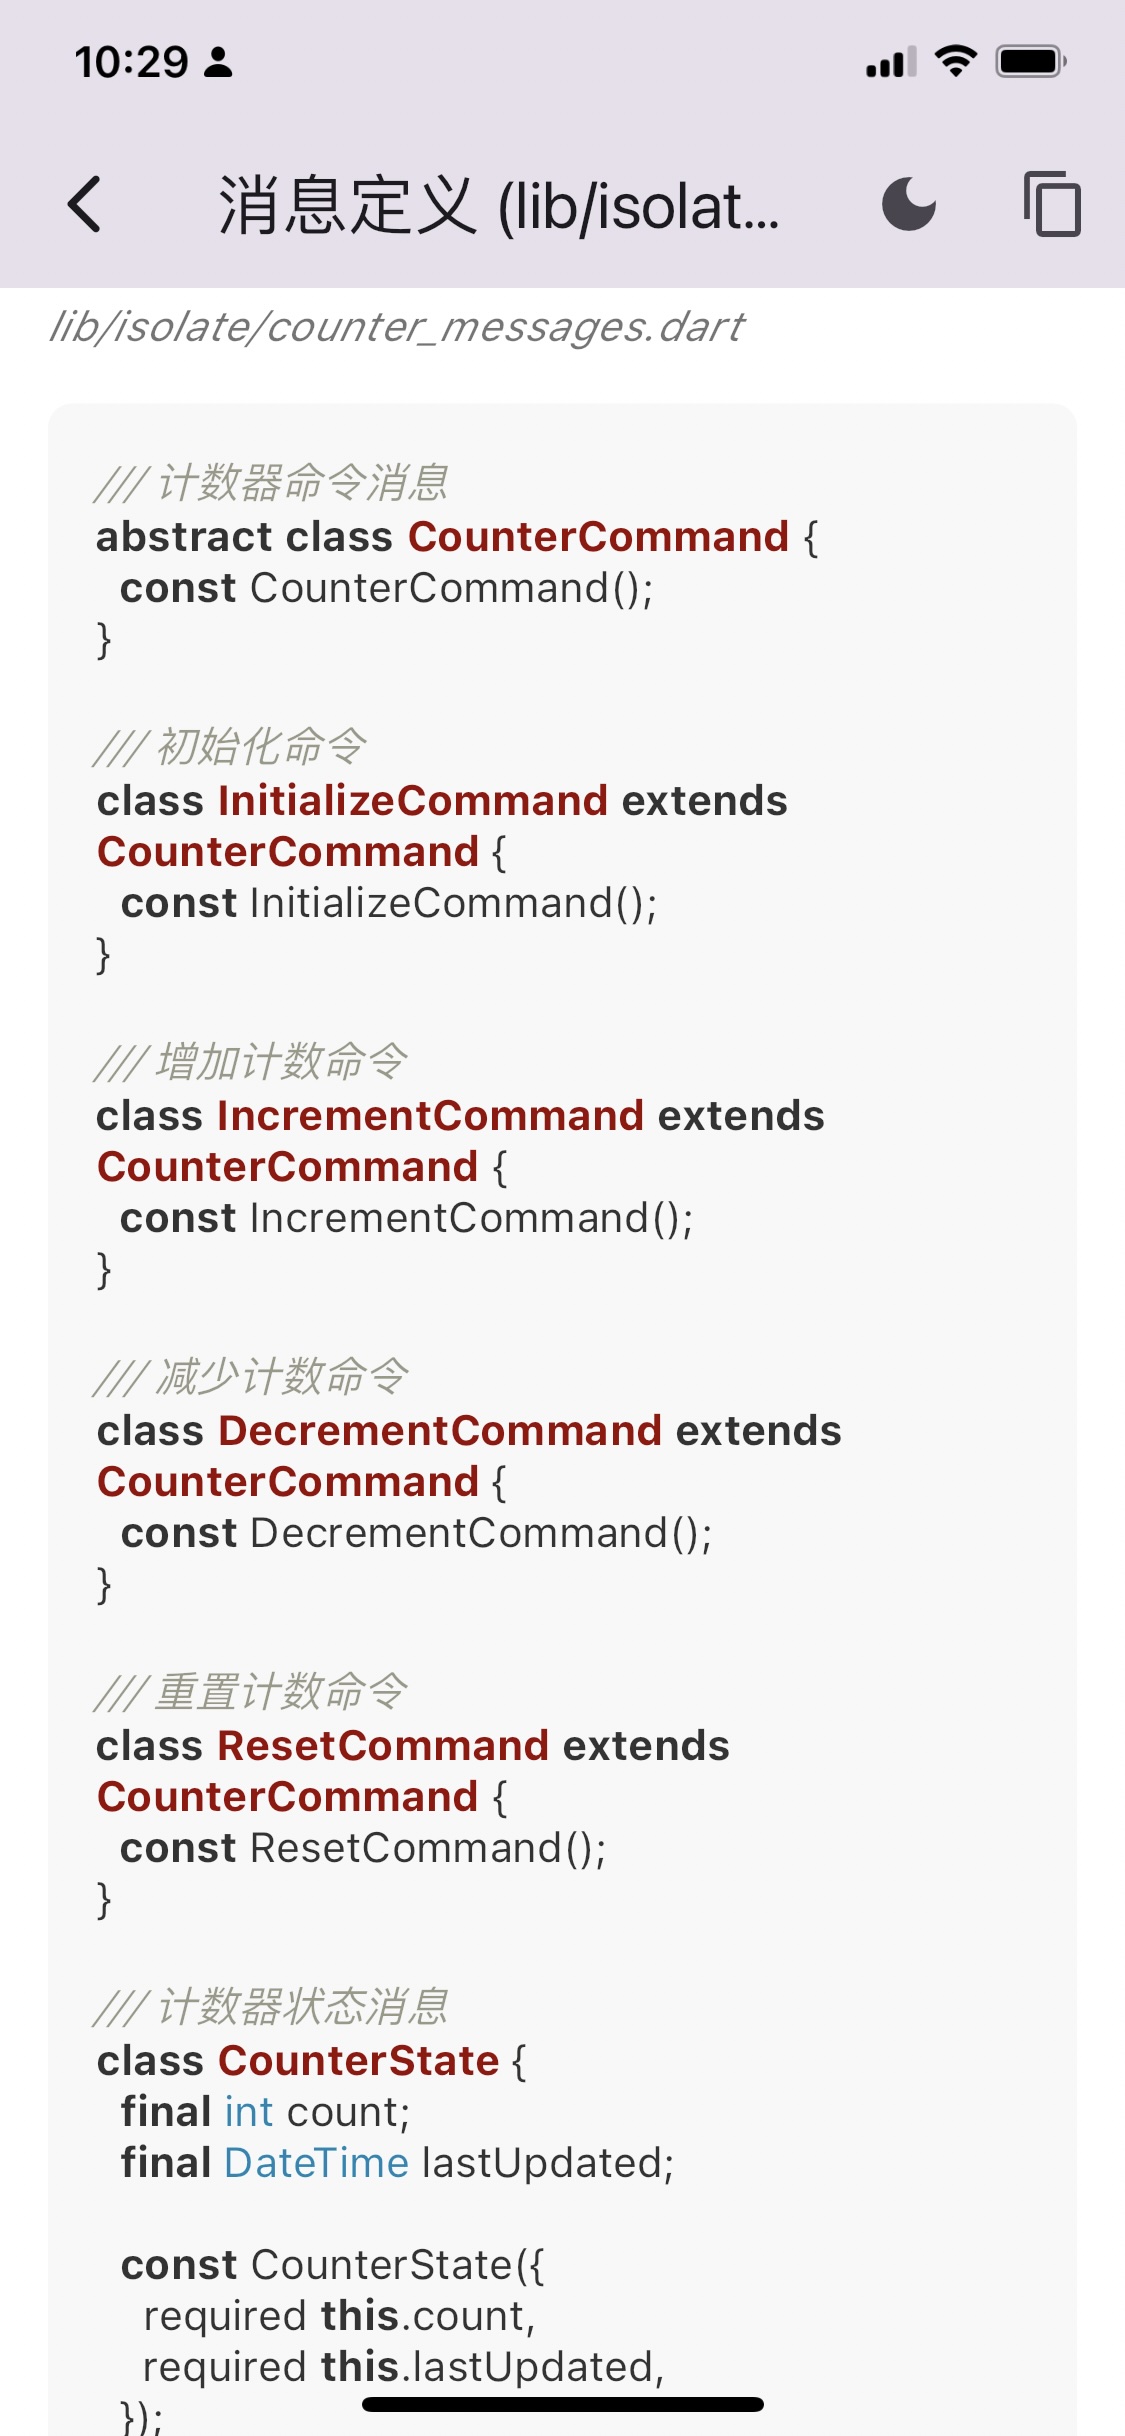 10:29
消息定义 (lib/isolat...
lib/isolate/counter_messages.dart
/// 计数器命令消息
abstract class CounterCommand {
  const CounterCommand();
}
/// 初始化命令
class InitializeCommand extends
CounterCommand {
  const InitializeCommand();
}
/// 增加计数命令
class IncrementCommand extends
CounterCommand {
  const IncrementCommand();
}
/// 减少计数命令
class DecrementCommand extends
CounterCommand {
  const DecrementCommand();
}
/// 重置计数命令
class ResetCommand extends
CounterCommand {
  const ResetCommand();
}
/// 计数器状态消息
class CounterState {
  final int count;
  final DateTime lastUpdated;
  const CounterState({
    required this.count,
    required this.lastUpdated,
  });